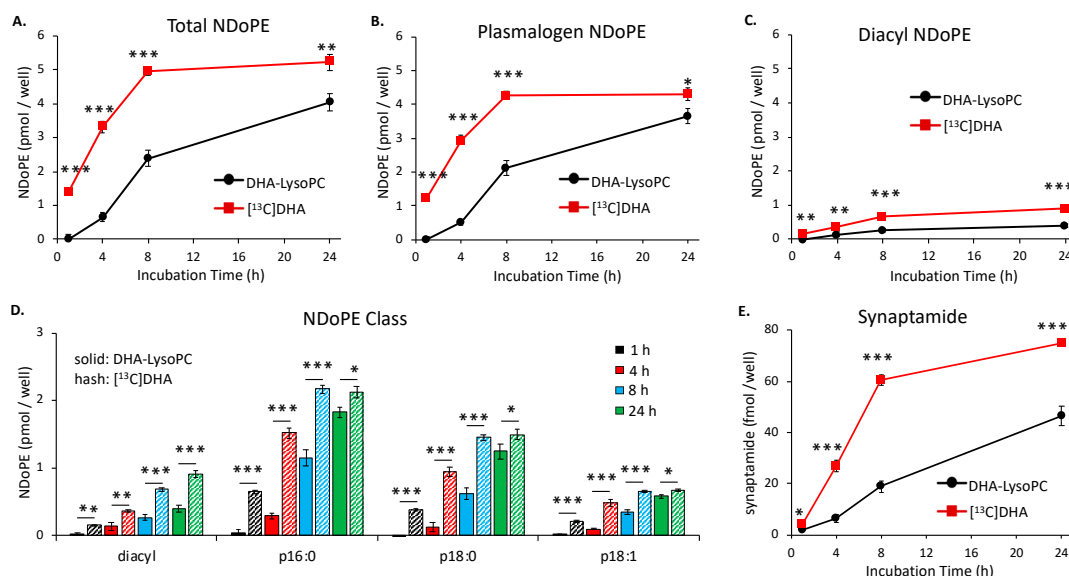 A.
Total NDoPE
NDoPE (pmol / well)
6
5
4
3
2
1
0
***
***
***
**
DHA-LysoPC
[¹³C]DHA
0 4 8 12 16 20 24
Incubation Time (h)
B.
Plasmalogen NDoPE
NDoPE (pmol / well)
6
5
4
3
2
1
0
***
***
***
*
DHA-LysoPC
[¹³C]DHA
0 4 8 12 16 20 24
Incubation Time (h)
C.
Diacyl NDoPE
NDoPE (pmol / well)
6
5
4
3
2
1
0
DHA-LysoPC
[¹³C]DHA
** ** *** ***
0 4 8 12 16 20 24
Incubation Time (h)
D.
NDoPE Class
NDoPE (pmol / well)
3
2
1
0
solid: DHA-LysoPC
hash: [¹³C]DHA
1 h
4 h
8 h
24 h
** ** *** ***
*** *** *** *
*** *** *** *
*** *** *** *
diacyl p16:0 p18:0 p18:1
E.
Synaptamide
synaptamide (fmol /well)
80
60
40
20
0
*
***
***
***
DHA-LysoPC
[¹³C]DHA
0 4 8 12 16 20 24
Incubation Time (h)